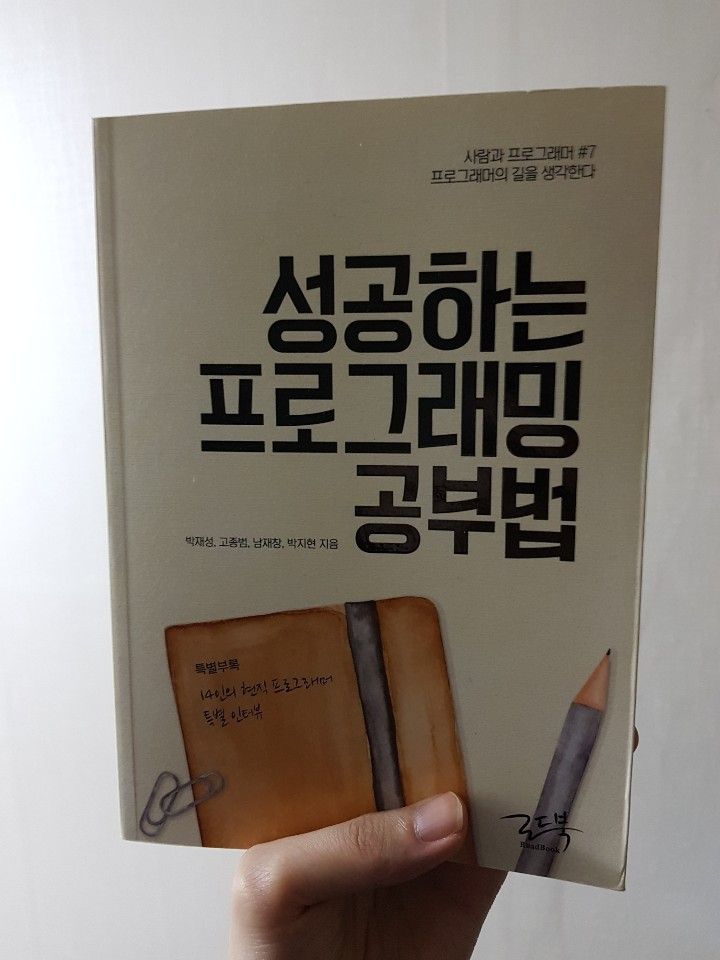 사람과 프로그래머 #7
프로그래머의 길을 생각한다
성공하는
프로그래밍
공부법
박재성, 고종범, 남재창, 박지현 지음
특별부록
14인의 현직 프로그래머
특별 인터뷰
로드북
RoadBook